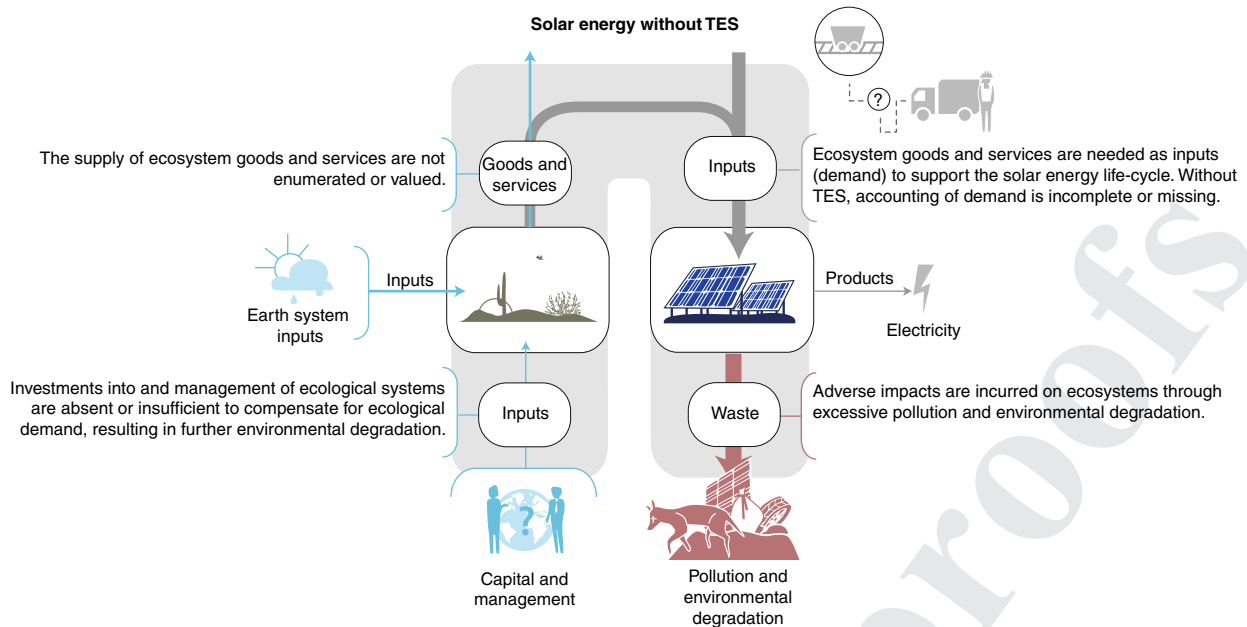 Solar energy without TES
?
The supply of ecosystem goods and services are not
enumerated or valued.
Goods and
services
Inputs
Ecosystem goods and services are needed as inputs
(demand) to support the solar energy life-cycle. Without
TES, accounting of demand is incomplete or missing.
Inputs
Earth system
inputs
Products
Electricity
Investments into and management of ecological systems
are absent or insufficient to compensate for ecological
demand, resulting in further environmental degradation.
Inputs
Waste
Adverse impacts are incurred on ecosystems through
excessive pollution and environmental degradation.
?
Capital and
management
Pollution and
environmental
degradation
proofs